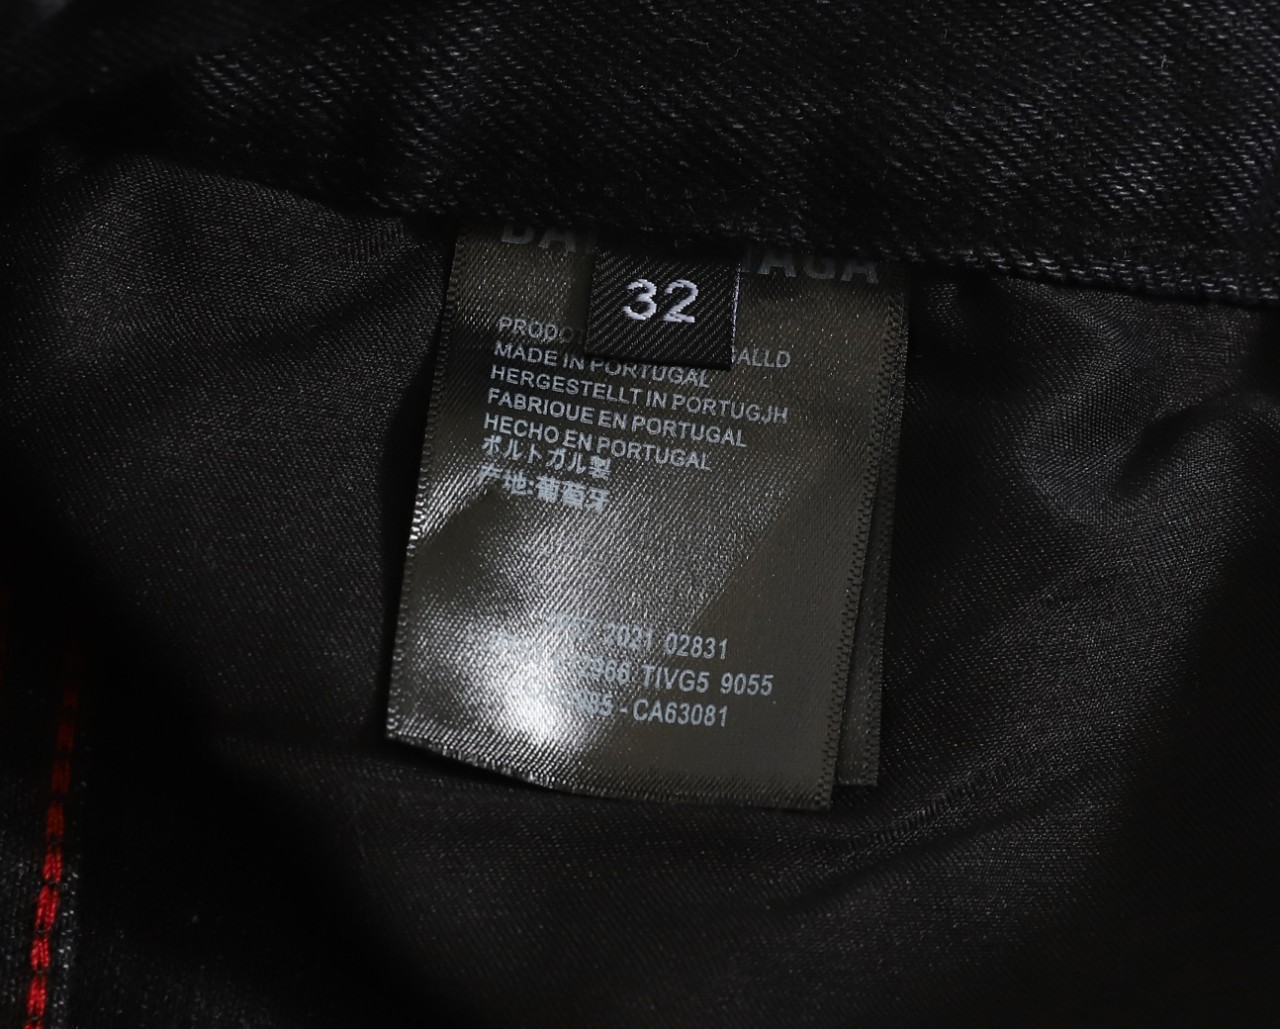 32
MADE IN PORTUGAL
HERGESTELLT IN PORTUGJH
FABRIOUE EN PORTUGAL
HECHO EN PORTUGAL
ポルトガル製
产地:葡萄牙
2021 02831
TIVG5 9055
- CA63081